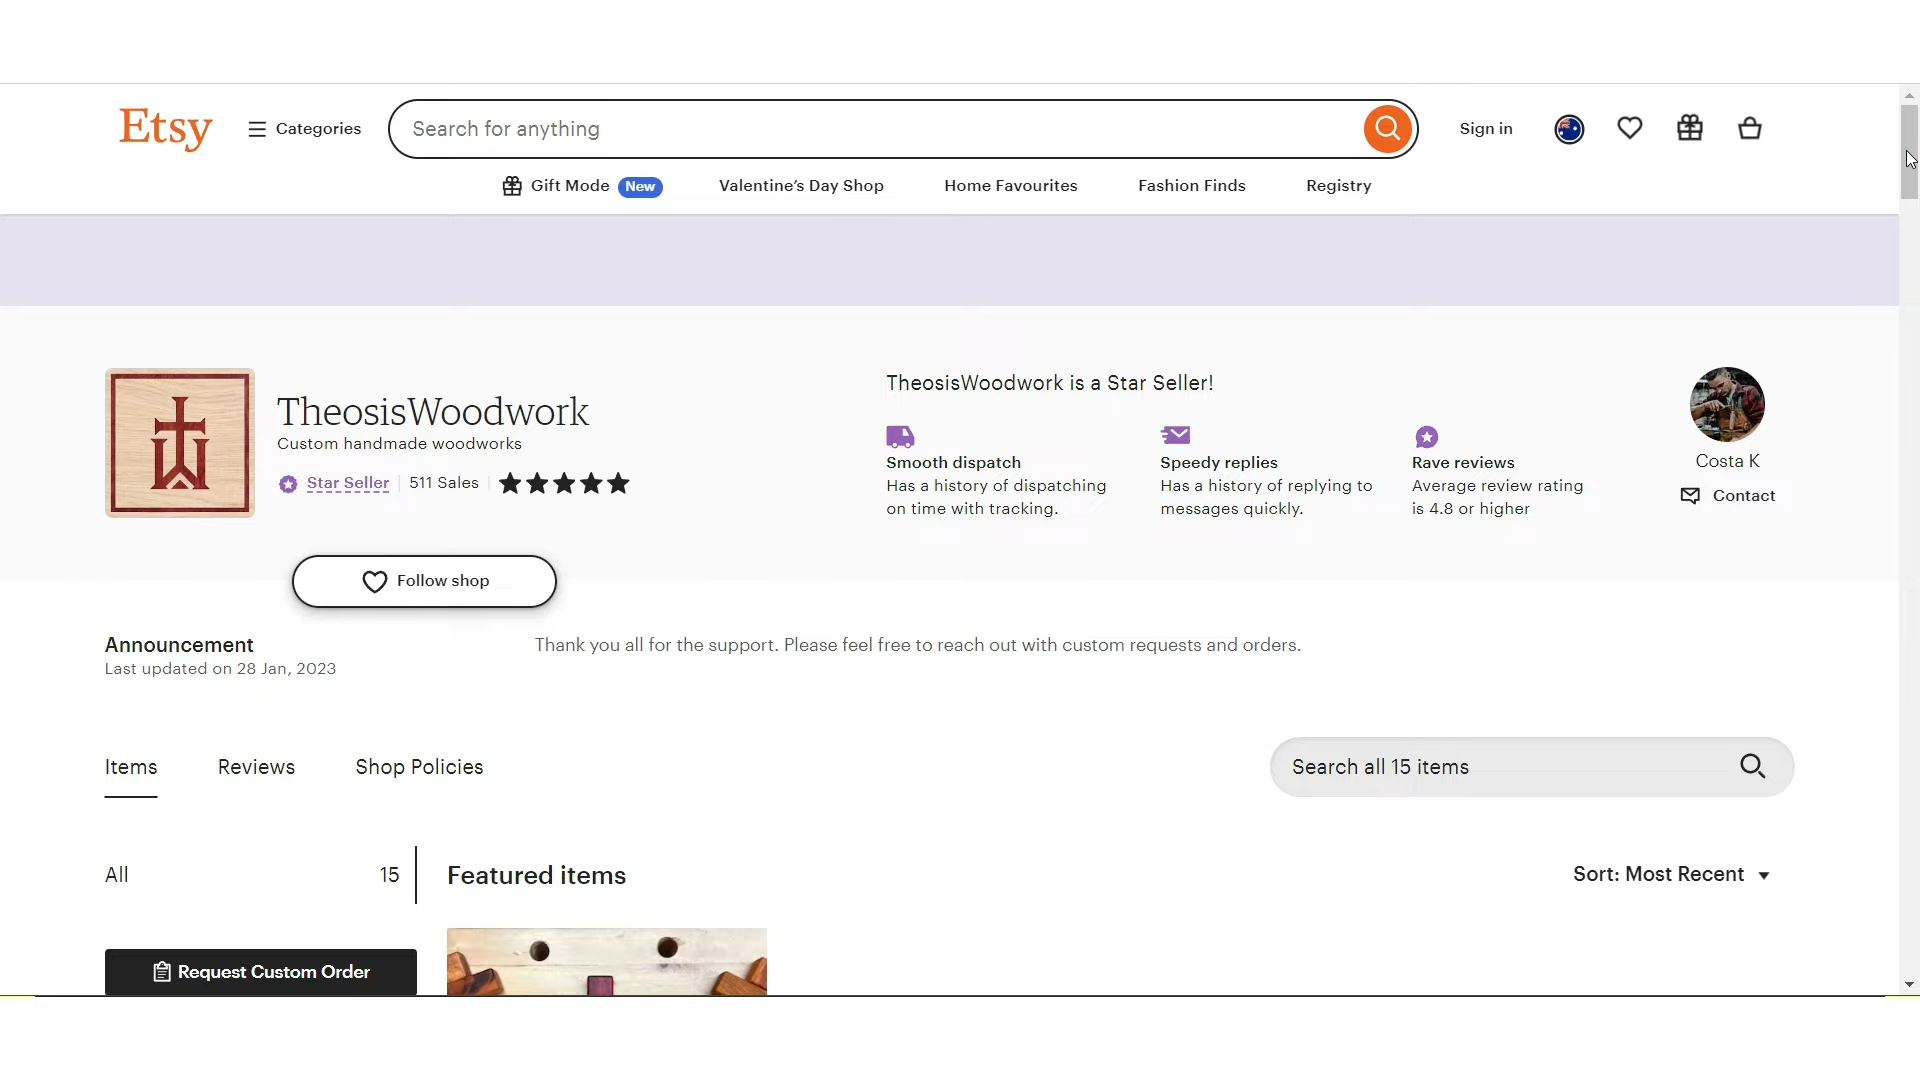 Etsy
Categories
Search for anything
Sign in
Gift Mode New
Valentine's Day Shop
Home Favourites
Fashion Finds
Registry
TheosisWoodwork
Custom handmade woodworks
Star Seller
511 Sales
TheosisWoodwork is a Star Seller!
Smooth dispatch
Has a history of dispatching
on time with tracking.
Speedy replies
Has a history of replying to
messages quickly.
Rave reviews
Average review rating
is 4.8 or higher
Costa K
Contact
Follow shop
Announcement
Last updated on 28 Jan, 2023
Thank you all for the support. Please feel free to reach out with custom requests and orders.
Items
Reviews
Shop Policies
Search all 15 items
All 15
Featured items
Sort: Most Recent
Request Custom Order